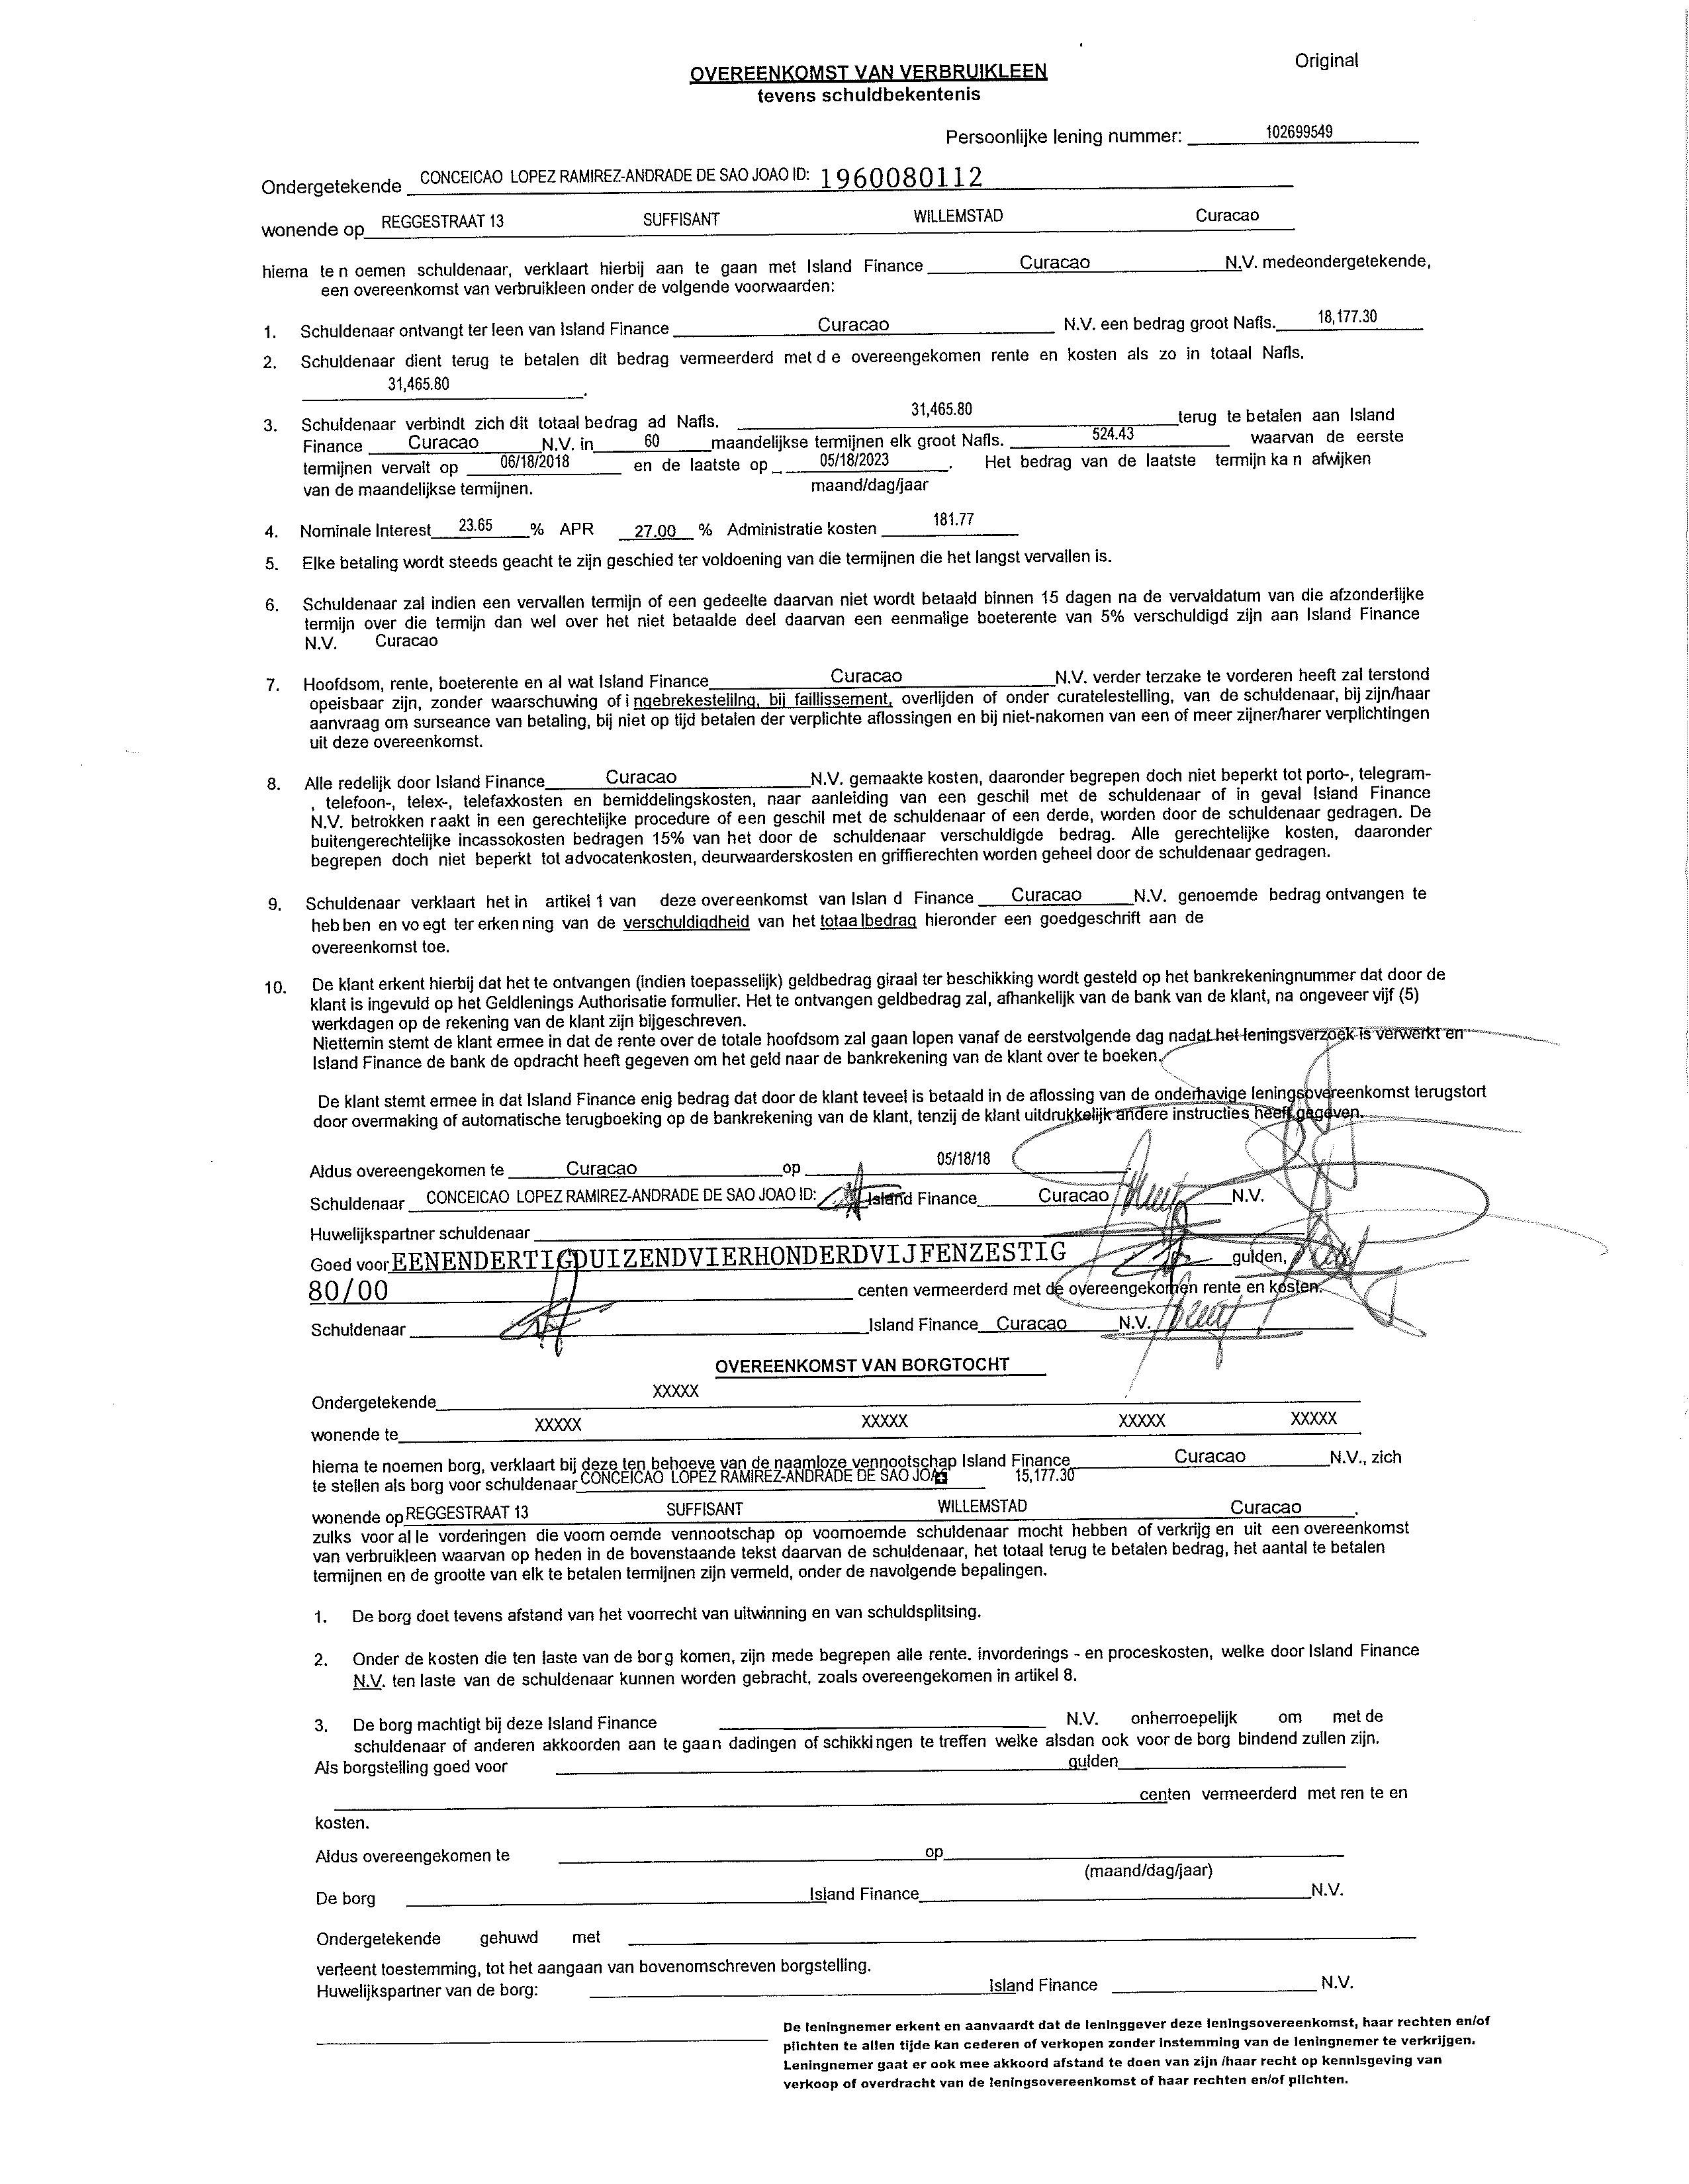 Original
OVEREENKOMST VAN VERBRUIKLEEN
tevens schuldbekentenis
Persoonlijke lening nummer: 102699549
Ondergetekende CONCEICAO LOPEZ RAMIREZ-ANDRADE DE SAO JOAO ID: 1960080112
wonende op REGGESTRAAT 13 SUFFISANT WILLEMSTAD Curacao
hierna te n oemen schuldenaar, verklaart hierbij aan te gaan met Island Finance Curacao N.V. medeondergetekende,
een overeenkomst van verbruikleen onder de volgende voorwaarden:
1. Schuldenaar ontvangt ter leen van Island Finance Curacao N.V. een bedrag groot Nafls. 18,177.30
2. Schuldenaar dient terug te betalen dit bedrag vermeerderd met d e overeengekomen rente en kosten als zo in totaal Nafls.
31,465.80.
3. Schuldenaar verbindt zich dit totaal bedrag ad Nafls. 31,465.80 terug te betalen aan Island
Finance Curacao N.V. in 60 maandelijkse termijnen elk groot Nafls. 524.43 waarvan de eerste
termijnen vervalt op 06/18/2018 en de laatste op 05/18/2023. Het bedrag van de laatste termijn ka n afwijken
van de maandelijkse termijnen. maand/dag/jaar
4. Nominale Interest 23.65 % APR 27.00 % Administratie kosten 181.77
5. Elke betaling wordt steeds geacht te zijn geschied ter voldoening van die termijnen die het langst vervallen is.
6. Schuldenaar zal indien een vervallen termijn of een gedeelte daarvan niet wordt betaald binnen 15 dagen na de vervaldatum van die afzonderlijke
termijn over die termijn dan wel over het niet betaalde deel daarvan een eenmalige boeterente van 5% verschuldigd zijn aan Island Finance
N.V. Curacao
7. Hoofdsom, rente, boeterente en al wat Island Finance Curacao N.V. verder terzake te vorderen heeft zal terstond
opeisbaar zijn, zonder waarschuwing of i ngebrekestelilng, bij faillissement, overlijden of onder curatelestelling, van de schuldenaar, bij zijn/haar
aanvraag om surseance van betaling, bij niet op tijd betalen der verplichte aflossingen en bij niet-nakomen van een of meer zijner/harer verplichtingen
uit deze overeenkomst.
8. Alle redelijk door Island Finance Curacao N.V. gemaakte kosten, daaronder begrepen doch niet beperkt tot porto-, telegram-
, telefoon-, telex-, telefaxkosten en bemiddelingskosten, naar aanleiding van een geschil met de schuldenaar of in geval Island Finance
N.V. betrokken raakt in een gerechtelijke procedure of een geschil met de schuldenaar of een derde, worden door de schuldenaar gedragen. De
buitengerechtelijke incassokosten bedragen 15% van het door de schuldenaar verschuldigde bedrag. Alle gerechtelijke kosten, daaronder
begrepen doch niet beperkt tot advocatenkosten, deurwaarderskosten en griffierechten worden geheel door de schuldenaar gedragen.
9. Schuldenaar verklaart het in artikel 1 van deze overeenkomst van Islan d Finance Curacao N.V. genoemde bedrag ontvangen te
heb ben en vo egt ter erken ning van de verschuldigdheid van het totaa lbedrag hieronder een goedgeschrift aan de
overeenkomst toe.
10. De klant erkent hierbij dat het te ontvangen (indien toepasselijk) geldbedrag giraal ter beschikking wordt gesteld op het bankrekeningnummer dat door de
klant is ingevuld op het Geldlenings Authorisatie formulier. Het te ontvangen geldbedrag zal, afhankelijk van de bank van de klant, na ongeveer vijf (5)
werkdagen op de rekening van de klant zijn bijgeschreven.
Niettemin stemt de klant ermee in dat de rente over de totale hoofdsom zal gaan lopen vanaf de eerstvolgende dag nadat het leningsverzoek is verwerkt en
Island Finance de bank de opdracht heeft gegeven om het geld naar de bankrekening van de klant over te boeken.
De klant stemt ermee in dat Island Finance enig bedrag dat door de klant teveel is betaald in de aflossing van de onderhavige leningsovereenkomst terugstort
door overmaking of automatische terugboeking op de bankrekening van de klant, tenzij de klant uitdrukkelijk andere instructies heeft gegeven.
Aldus overeengekomen te Curacao op 05/18/18
Schuldenaar CONCEICAO LOPEZ RAMIREZ-ANDRADE DE SAO JOAO ID: Island Finance Curacao N.V.
Huwelijkspartner schuldenaar
Goed voor EENENDERTIGDUIZENDVIERHONDERDVIJFENZESTIG gulden,
80/00 centen vermeerderd met de overeengekomen rente en kosten.
Schuldenaar Island Finance Curacao N.V.
OVEREENKOMST VAN BORGTOCHT
Ondergetekende XXXXX
wonende te XXXXX XXXXX XXXXX XXXXX
hierna te noemen borg, verklaart bij deze ten behoeve van de naamloze vennootschap Island Finance Curacao N.V., zich
te stellen als borg voor schuldenaar CONCEICAO LOPEZ RAMIREZ-ANDRADE DE SAO JOA 15,177.30
wonende op REGGESTRAAT 13 SUFFISANT WILLEMSTAD Curacao.
zulks voor al le vorderingen die voorn oemde vennootschap op voornoemde schuldenaar mocht hebben of verkrijg en uit een overeenkomst
van verbruikleen waarvan op heden in de bovenstaande tekst daarvan de schuldenaar, het totaal terug te betalen bedrag, het aantal te betalen
termijnen en de grootte van elk te betalen termijnen zijn vermeld, onder de navolgende bepalingen.
1. De borg doet tevens afstand van het voorrecht van uitwinning en van schuldsplitsing.
2. Onder de kosten die ten laste van de borg komen, zijn mede begrepen alle rente. invorderings - en proceskosten, welke door Island Finance
N.V. ten laste van de schuldenaar kunnen worden gebracht, zoals overeengekomen in artikel 8.
3. De borg machtigt bij deze Island Finance N.V. onherroepelijk om met de
schuldenaar of anderen akkoorden aan te gaan dadingen of schikkingen te treffen welke alsdan ook voor de borg bindend zullen zijn.
Als borgstelling goed voor gulden
centen vermeerderd met ren te en
kosten.
Aldus overeengekomen te op
(maand/dag/jaar)
De borg Island Finance N.V.
Ondergetekende gehuwd met
verleent toestemming, tot het aangaan van bovenomschreven borgstelling.
Huwelijkspartner van de borg: Island Finance N.V.
De leningnemer erkent en aanvaardt dat de leninggever deze leningsovereenkomst, haar rechten en/of
plichten te allen tijde kan cederen of verkopen zonder instemming van de leningnemer te verkrijgen.
Leningnemer gaat er ook mee akkoord afstand te doen van zijn /haar recht op kennisgeving van
verkoop of overdracht van de leningsovereenkomst of haar rechten en/of plichten.